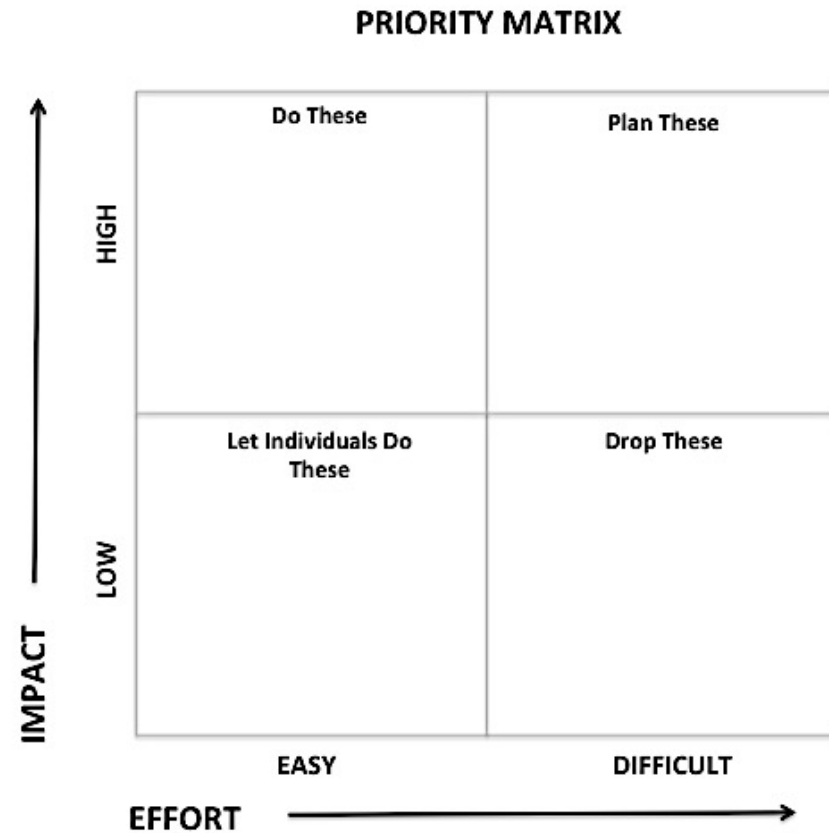 PRIORITY MATRIX
Do These
Plan These
HIGH
Let Individuals Do
These
Drop These
LOW
IMPACT
EASY
DIFFICULT
EFFORT